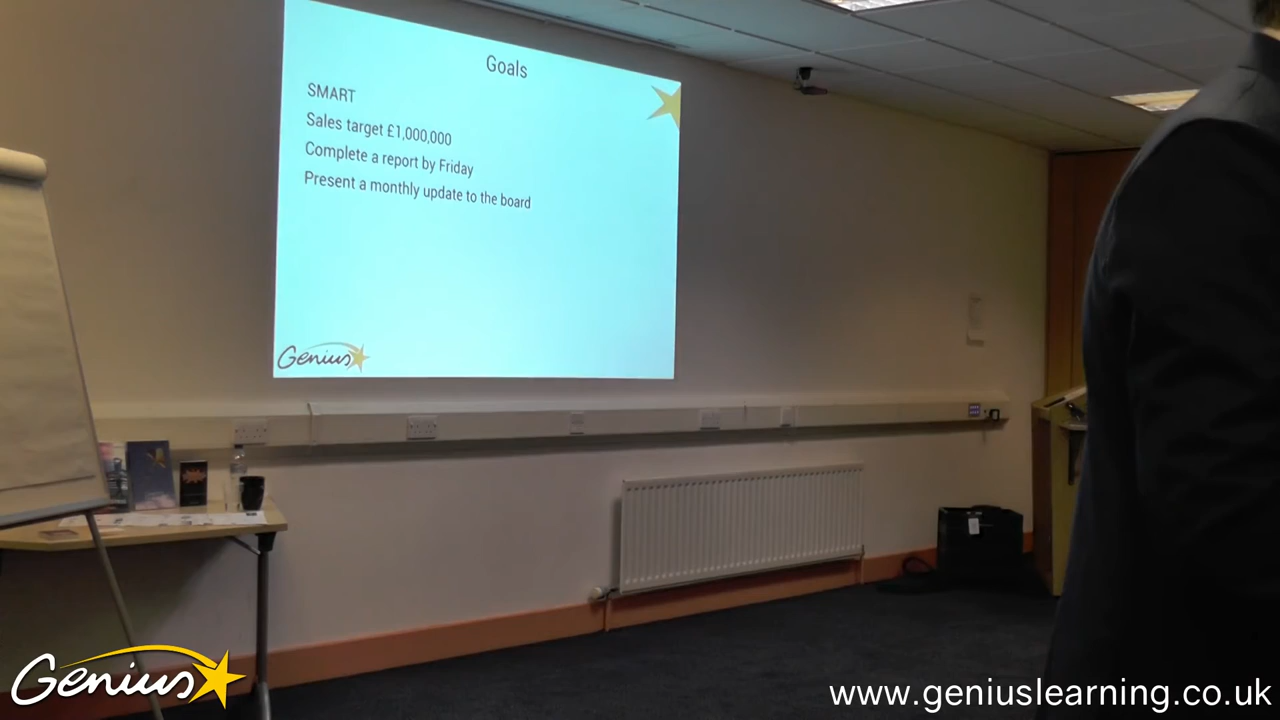 Goals
SMART
Sales target £1,000,000
Complete a report by Friday
Present a monthly update to the board
Genius
Genius
www.geniuslearning.co.uk